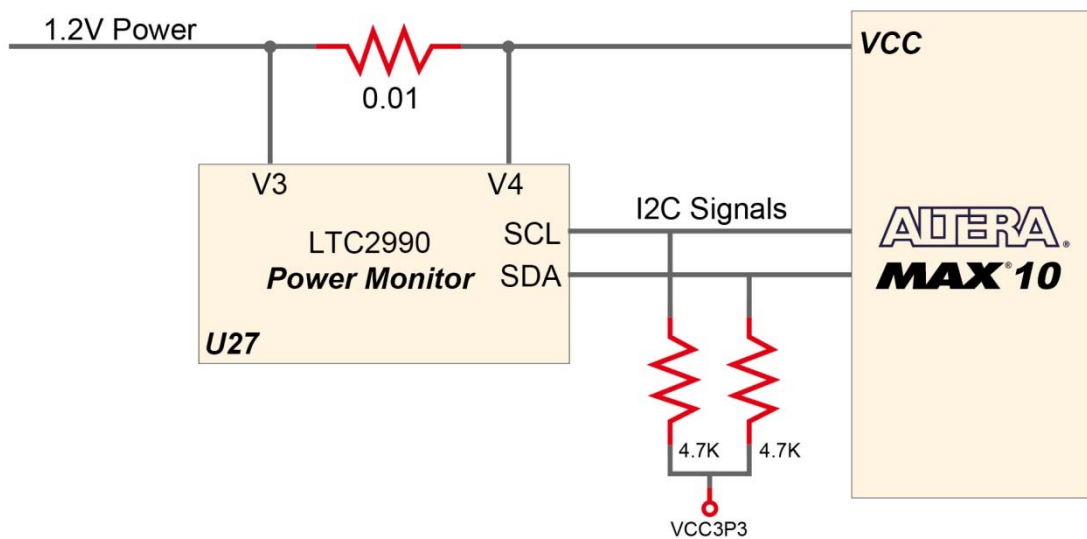 1.2V Power
VCC
0.01
V3 V4
I2C Signals
LTC2990
Power Monitor
SCL
SDA
U27
ALTERA®
MAX®10
4.7K 4.7K
VCC3P3